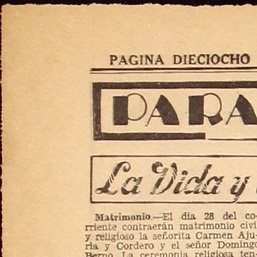 PAGINA DIECIOCHO
PARA
La Vida y
Matrimonio.—El día 28 del co-
rriente contraerán matrimonio civi
y religioso la señorita Carmen Aju-
ria y Cordero y el señor Domingo
Berno. La ceremonia religiosa ten-